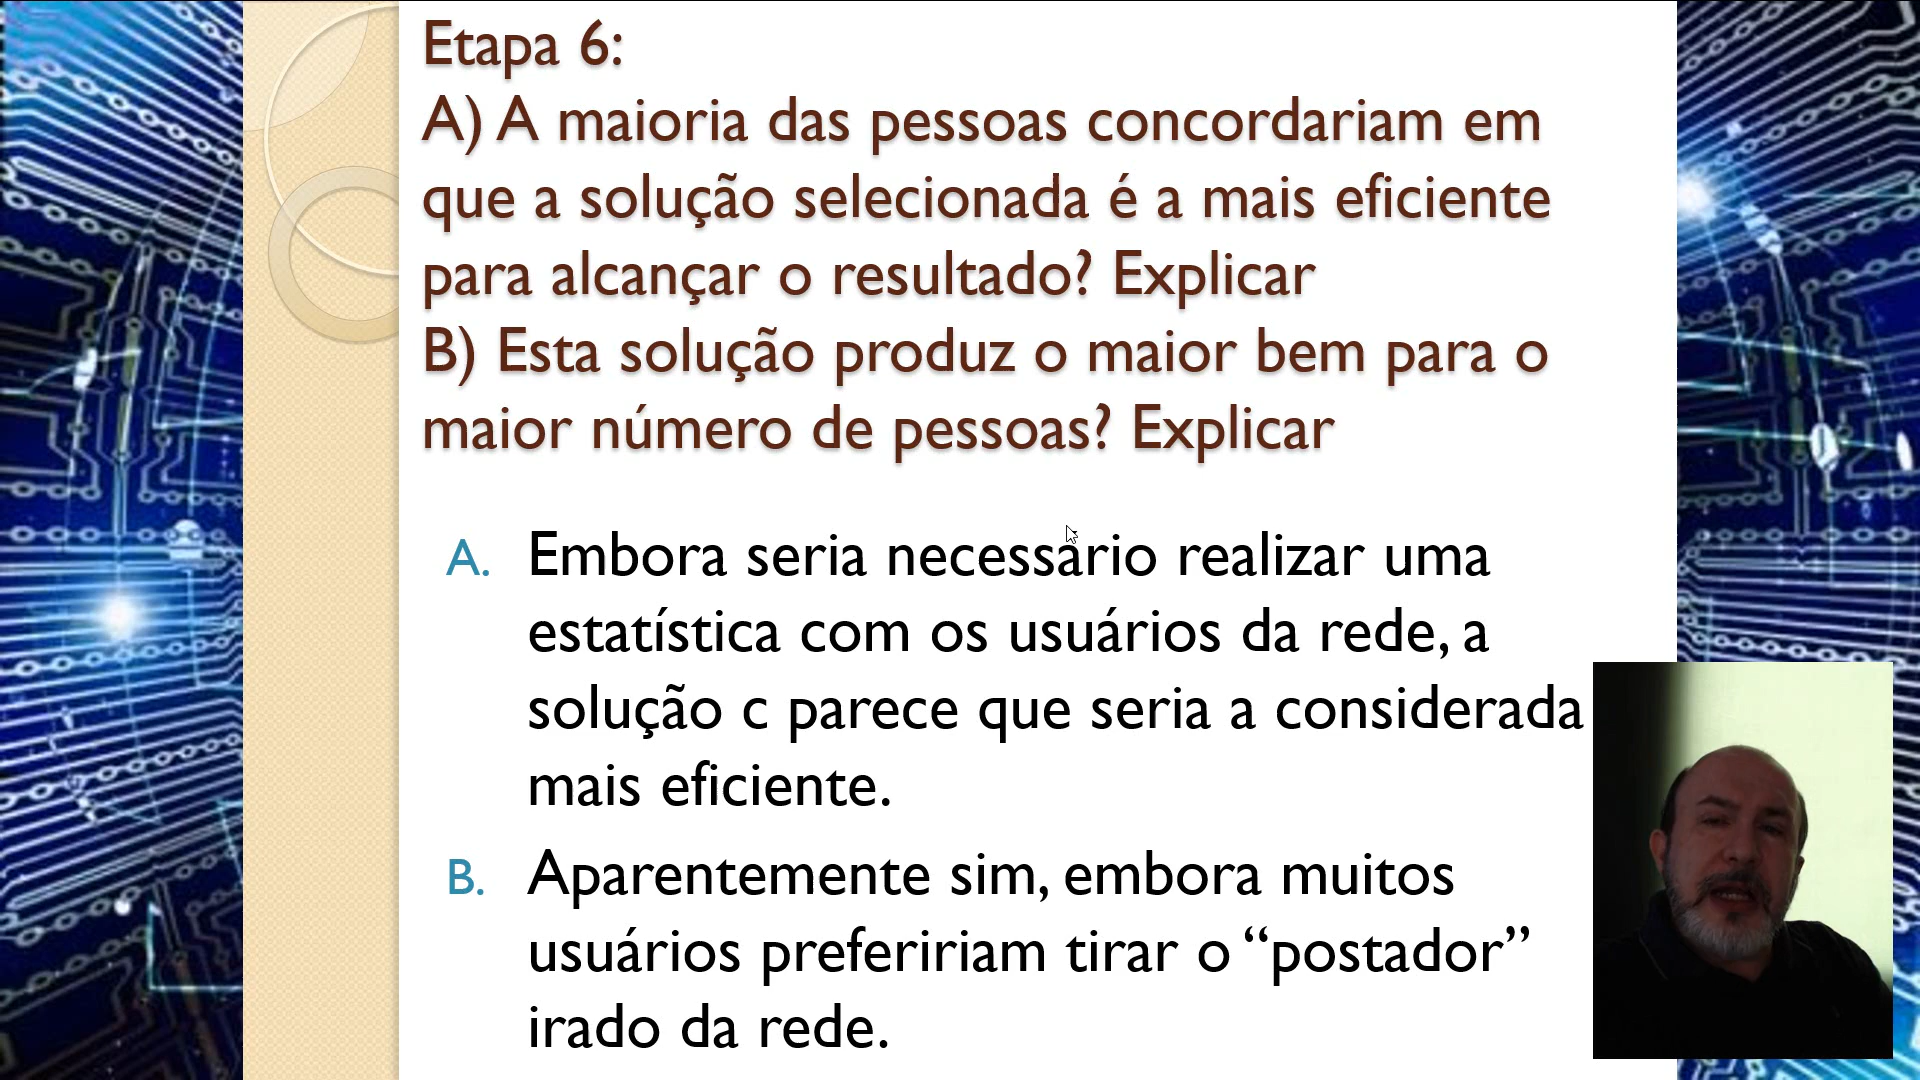 Etapa 6:
A) A maioria das pessoas concordariam em
que a solução selecionada é a mais eficiente
para alcançar o resultado? Explicar
B) Esta solução produz o maior bem para o
maior número de pessoas? Explicar
A. Embora seria necessário realizar uma
estatística com os usuários da rede, a
solução c parece que seria a considerada
mais eficiente.
B. Aparentemente sim, embora muitos
usuários prefeririam tirar o “postador”
irado da rede.